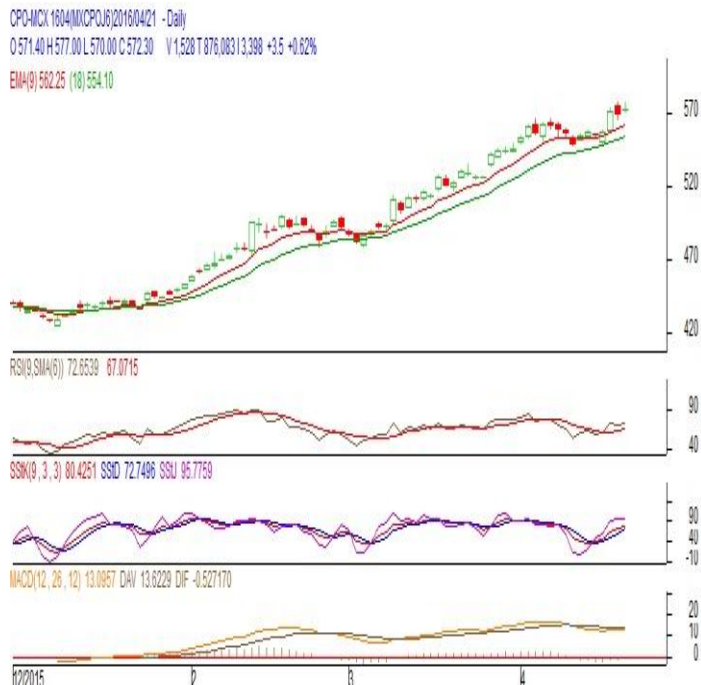 CPO-MCX 1604(MXCPOJ6)2016/04/21 - Daily
O 571.40 H 577.00 L 570.00 C 572.30 V 1,528 T 876,083 I 3,398 +3.5 +0.62%
EMA(9) 562.25 (18) 554.10
570
520
470
420
RSI(9,SMA(6)) 72.6539 67.0715
90
40
SStK(9 , 3 , 3) 80.4251 SStD 72.7496 SStJ 95.7759
90
40
-10
MACD(12 , 26 , 12) 13.0957 DAV 13.6229 DIF -0.527170
20
10
0
12/2015 2 3 4